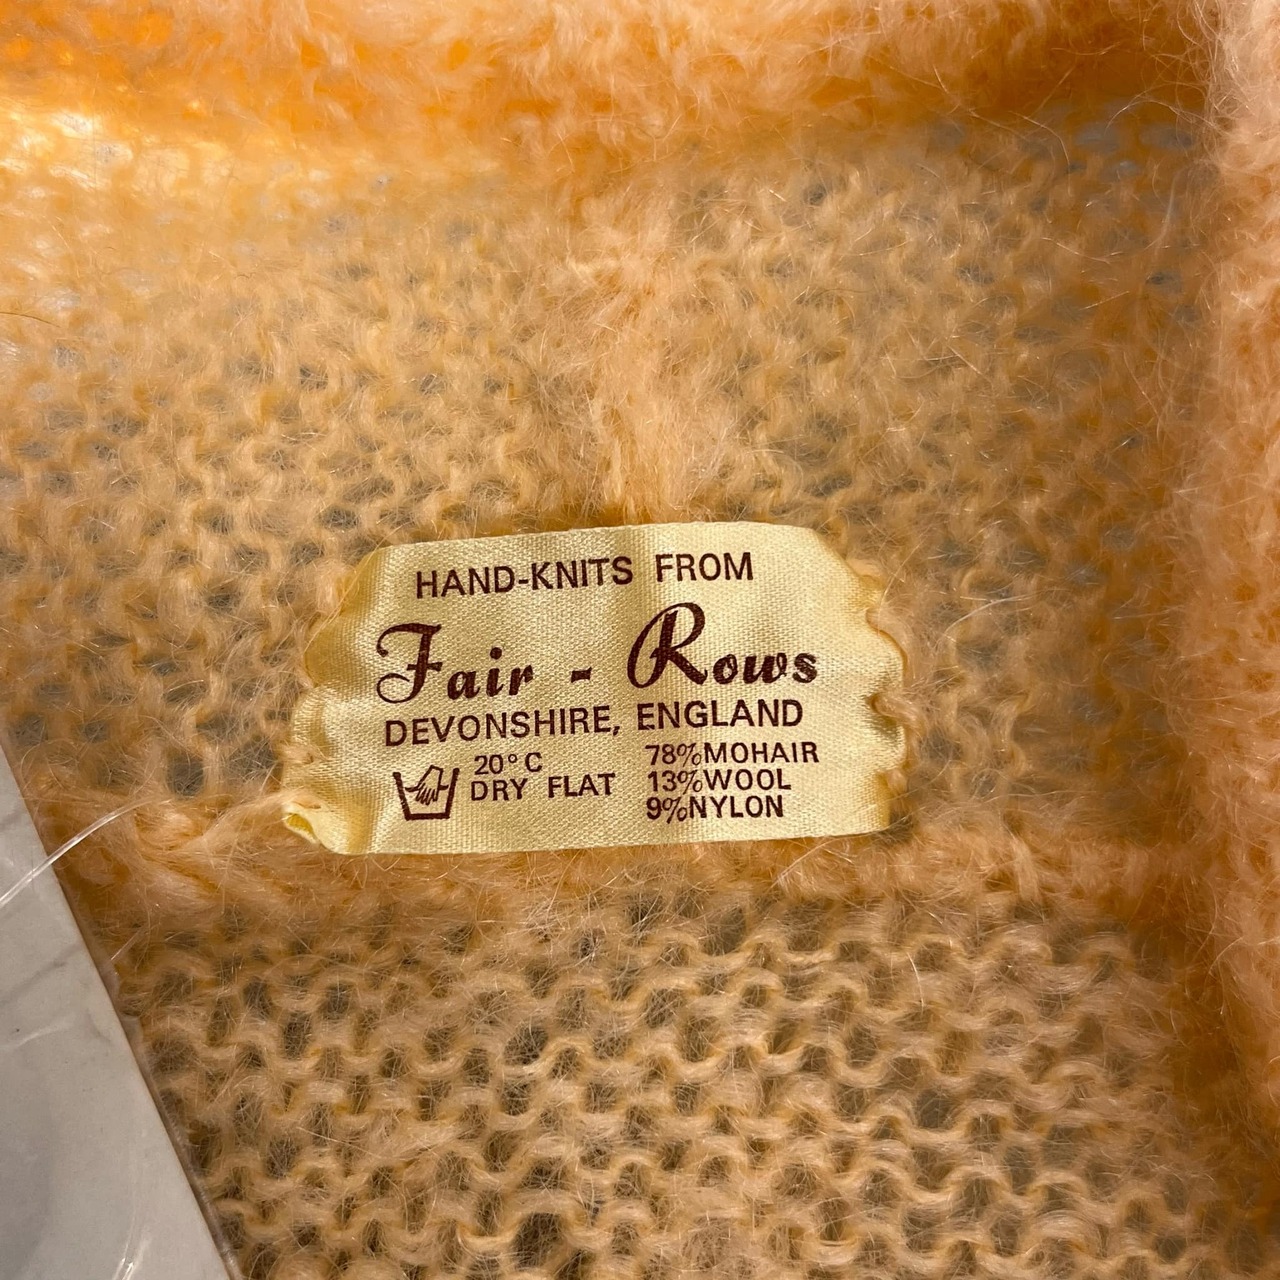 HAND-KNITS FROM
Fair - Rows
DEVONSHIRE, ENGLAND
20°C
DRY FLAT
78%MOHAIR
13%WOOL
9%NYLON